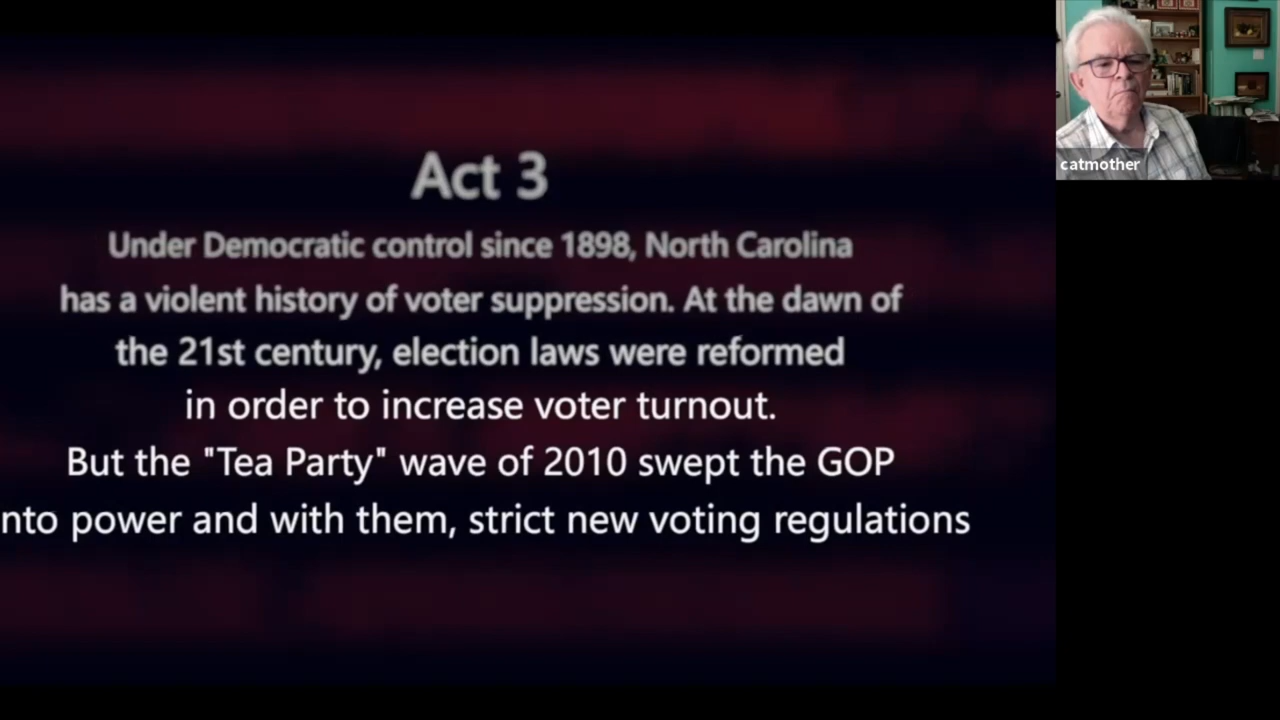 Act 3
Under Democratic control since 1898, North Carolina
has a violent history of voter suppression. At the dawn of
the 21st century, election laws were reformed
in order to increase voter turnout.
But the "Tea Party" wave of 2010 swept the GOP
nto power and with them, strict new voting regulations
catmother